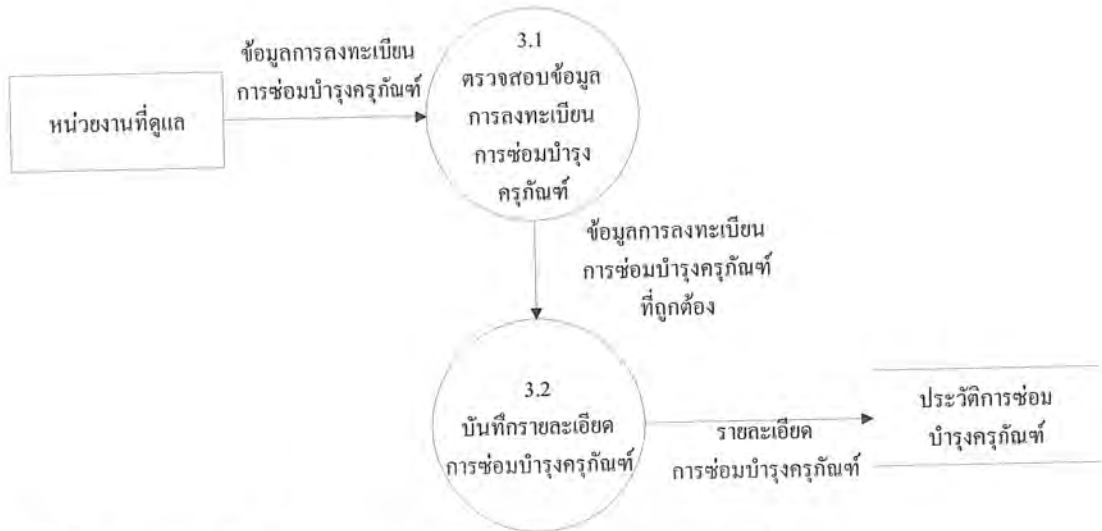 ข้อมูลการลงทะเบียน
การซ่อมบำรุงครุภัณฑ์
หน่วยงานที่ดูแล
3.1
ตรวจสอบข้อมูล
การลงทะเบียน
การซ่อมบำรุง
ครุภัณฑ์
ข้อมูลการลงทะเบียน
การซ่อมบำรุงครุภัณฑ์
ที่ถูกต้อง
3.2
บันทึกรายละเอียด
การซ่อมบำรุงครุภัณฑ์
รายละเอียด
การซ่อมบำรุงครุภัณฑ์
ประวัติการซ่อม
บำรุงครุภัณฑ์